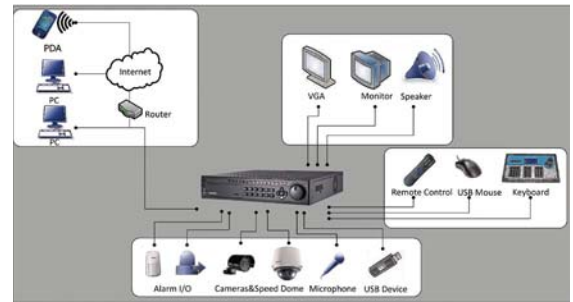 PDA
Internet
PC
Router
PC
VGA
Monitor
Speaker
Remote Control
USB Mouse
Keyboard
Alarm I/O
Cameras&Speed Dome
Microphone
USB Device